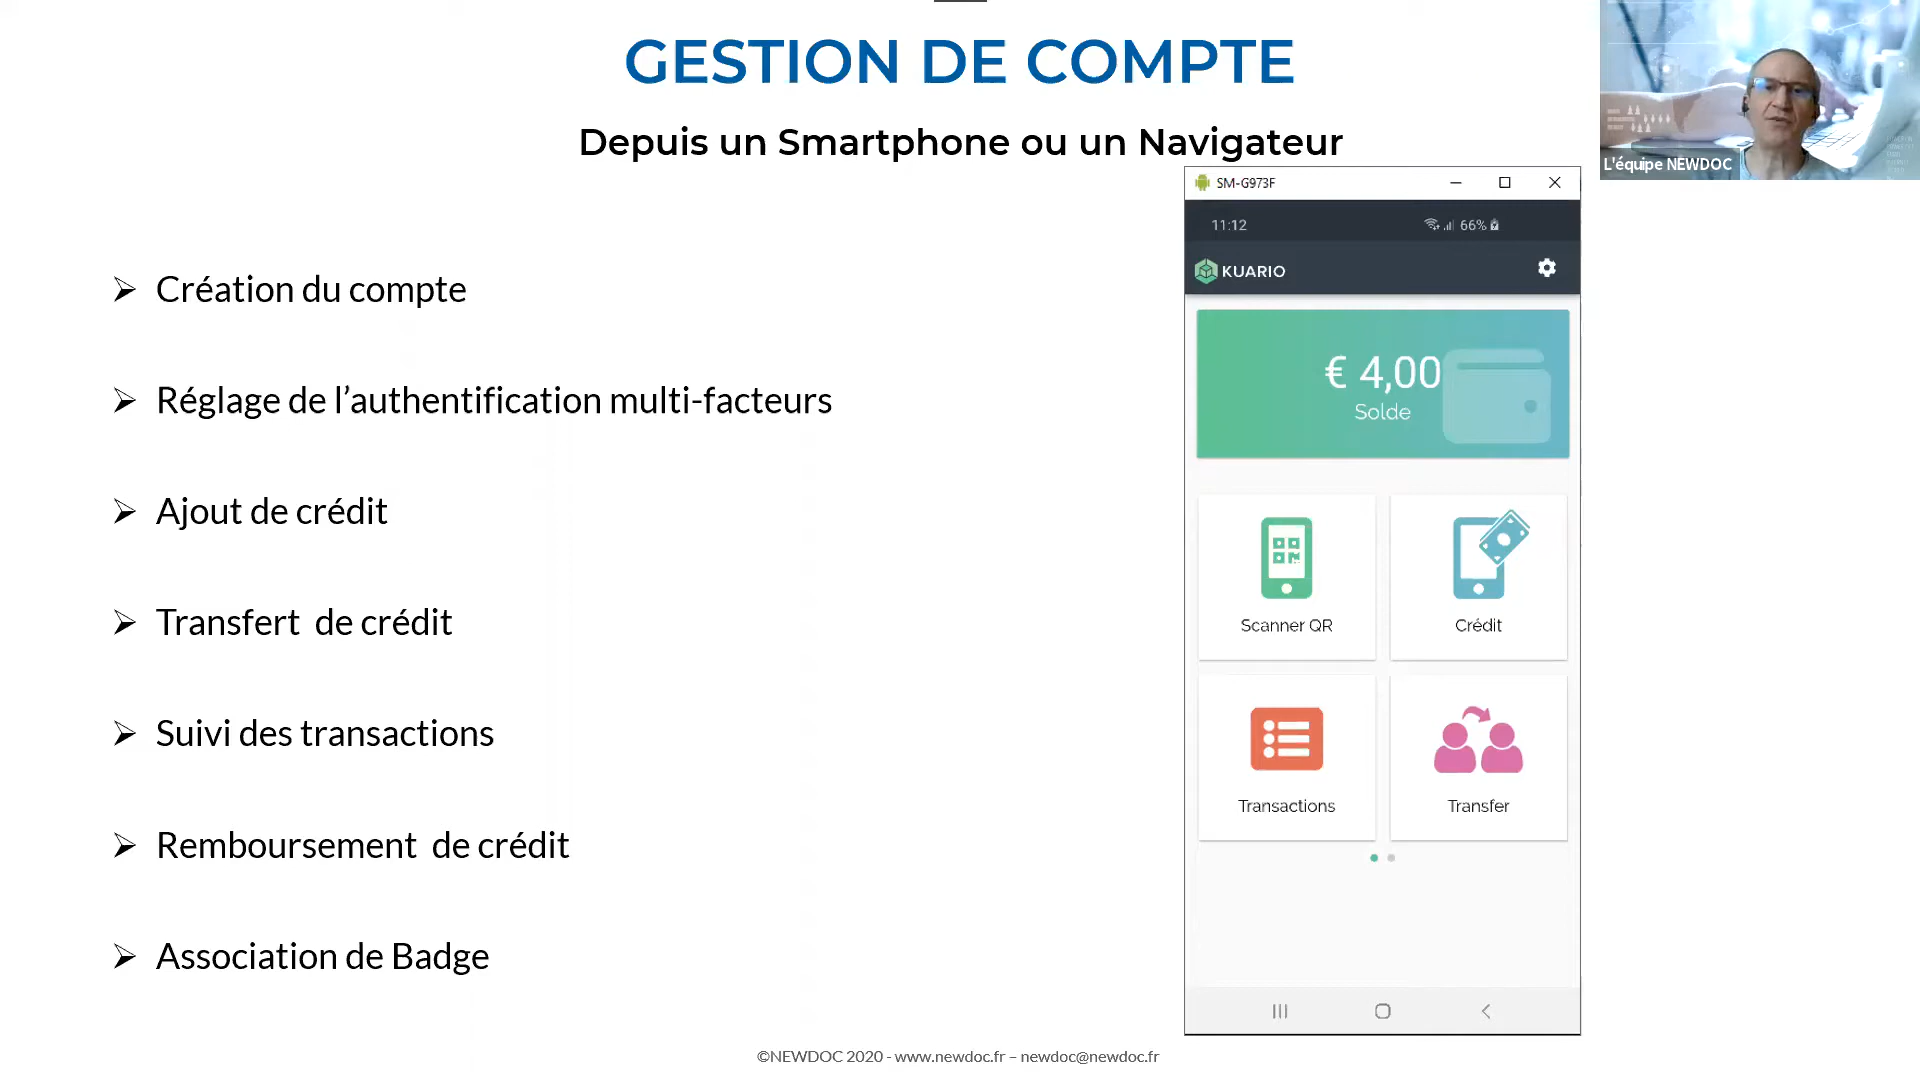 GESTION DE COMPTE
Depuis un Smartphone ou un Navigateur
L'équipe NEWDOC
➢ Création du compte
➢ Réglage de l’authentification multi-facteurs
➢ Ajout de crédit
➢ Transfert de crédit
➢ Suivi des transactions
➢ Remboursement de crédit
➢ Association de Badge
SM-G973F
11:12
66%
KUARIO
€ 4,00
Solde
Scanner QR
Crédit
Transactions
Transfer
©NEWDOC 2020 - www.newdoc.fr – newdoc@newdoc.fr